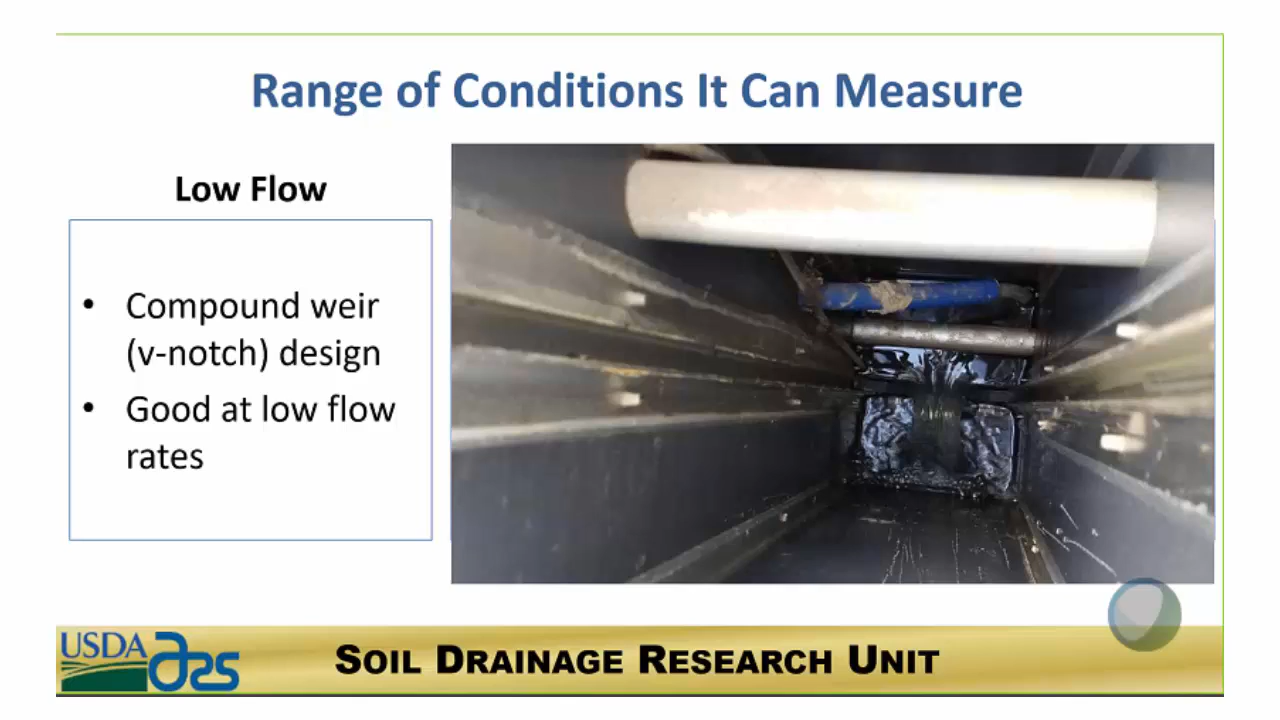 Range of Conditions It Can Measure
Low Flow
• Compound weir
(v-notch) design
• Good at low flow
rates
USDA ars
SOIL DRAINAGE RESEARCH UNIT